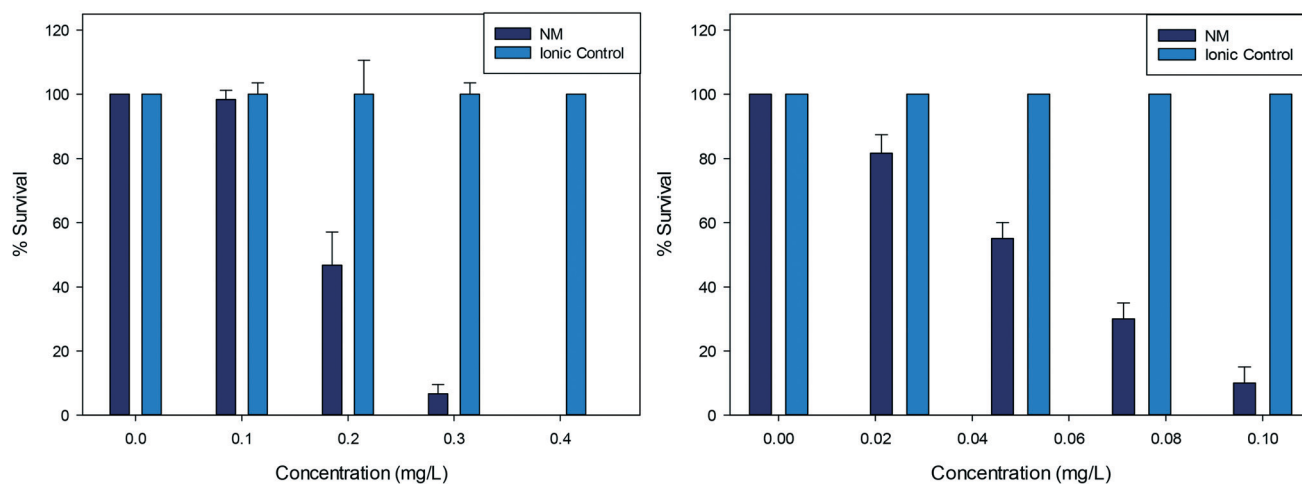 120
100
80
60
40
20
0
% Survival
NM
Ionic Control
0.0 0.1 0.2 0.3 0.4
Concentration (mg/L)
120
100
80
60
40
20
0
% Survival
NM
Ionic Control
0.00 0.02 0.04 0.06 0.08 0.10
Concentration (mg/L)